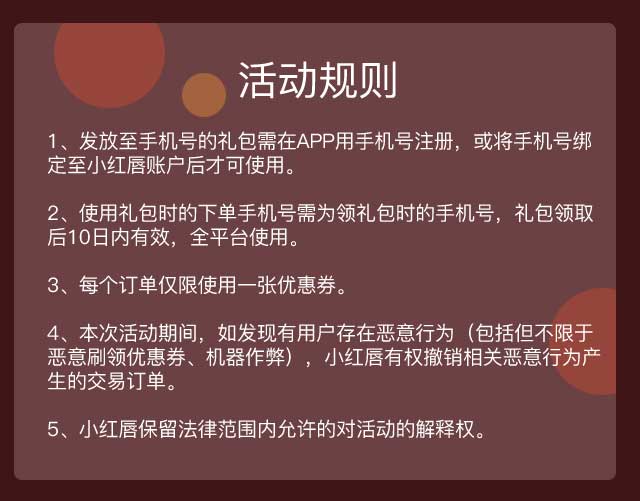 活动规则
1、发放至手机号的礼包需在APP用手机号注册，或将手机号绑
定至小红唇账户后才可使用。
2、使用礼包时的下单手机号需为领礼包时的手机号，礼包领取
后10日内有效，全平台使用。
3、每个订单仅限使用一张优惠券。
4、本次活动期间，如发现有用户存在恶意行为（包括但不限于
恶意刷领优惠券、机器作弊），小红唇有权撤销相关恶意行为产
生的交易订单。
5、小红唇保留法律范围内允许的对活动的解释权。